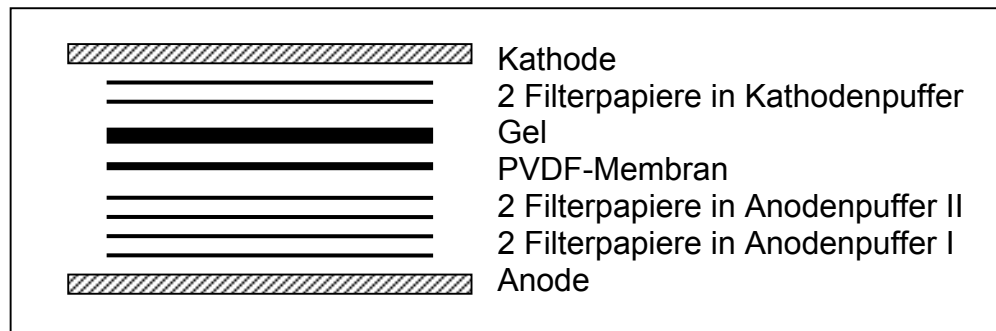 Kathode
2 Filterpapiere in Kathodenpuffer
Gel
PVDF-Membran
2 Filterpapiere in Anodenpuffer II
2 Filterpapiere in Anodenpuffer I
Anode